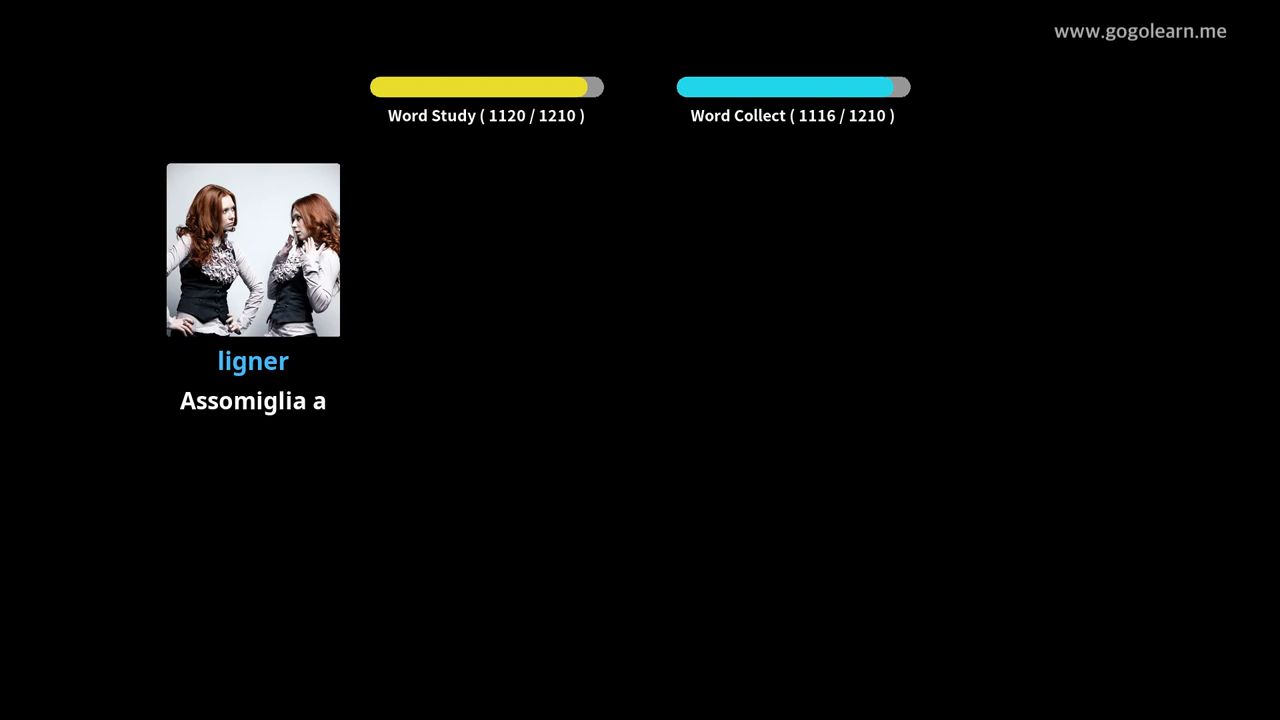 www.gogolearn.me
Word Study ( 1120 / 1210 )
Word Collect ( 1116 / 1210 )
ligner
Assomiglia a